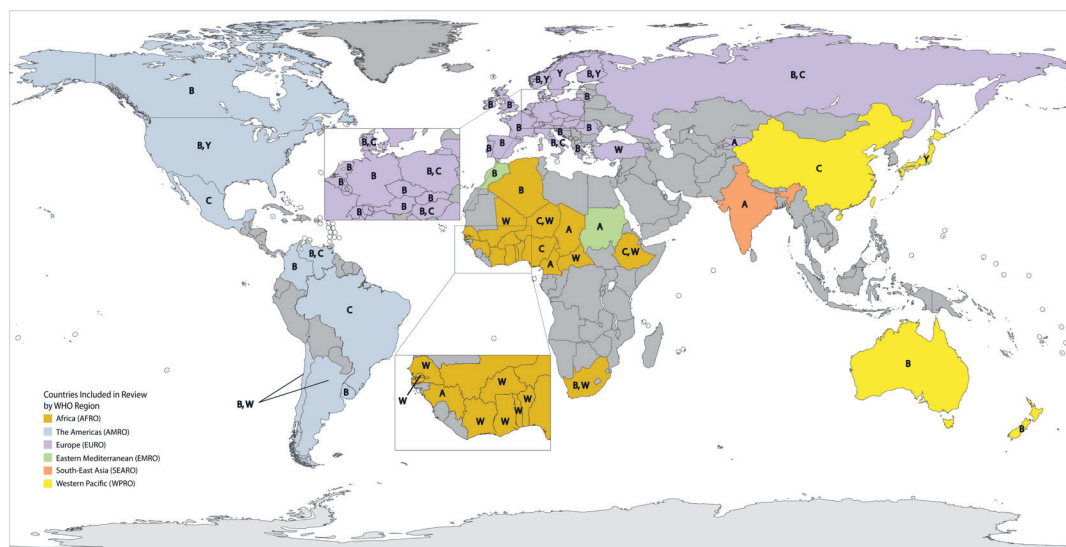 B
B, Y
C
B, C
B
C
B, W
B
B, Y
Y
B, Y
B
B, C
B
B
B
B
B
B
B
B, C
B
W
B, C
B
B
B, C
B
B
B
B
B, C
B
B
W
C, W
A
A
C
A
W
C, W
B, W
A
C
Y
A
B
B
W
W
A
W
W
W
W
W
Countries Included in Review
by WHO Region
Africa (AFRO)
The Americas (AMRO)
Europe (EURO)
Eastern Mediterranean (EMRO)
South-East Asia (SEARO)
Western Pacific (WPRO)